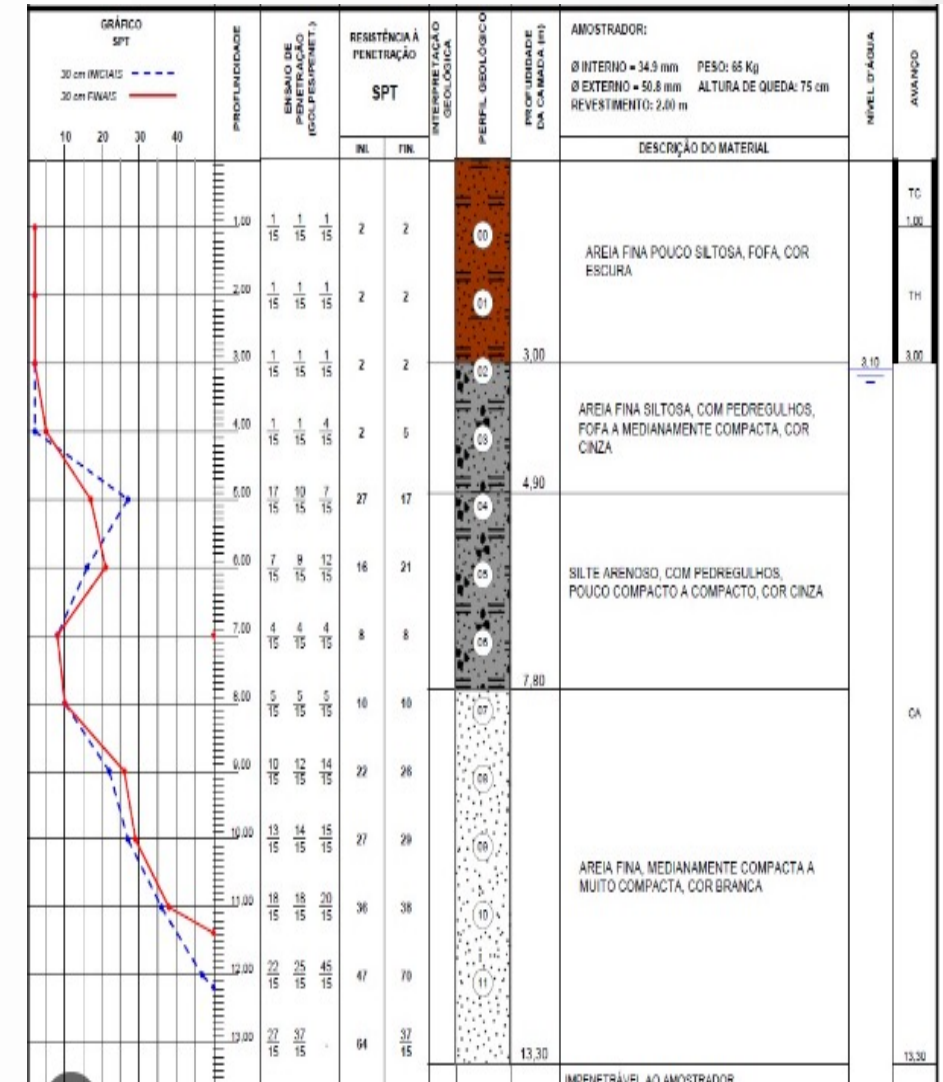 GRÁFICO
SPT
30 cm INICIAIS
30 cm FINAIS
10 20 30 40
PROFUNDIDADE
ENSAIO DE
PENETRAÇÃO
(GOLPES/PENET.)
RESISTÊNCIA À
PENETRAÇÃO
SPT
INI. FIN.
INTERPRETAÇÃO
GEOLÓGICA
PERFIL GEOLÓGICO
PROFUDIDADE
DA CAMADA (m)
AMOSTRADOR:
Ø INTERNO = 34.9 mm PESO: 65 Kg
Ø EXTERNO = 50.8 mm ALTURA DE QUEDA: 75 cm
REVESTIMENTO: 2.00 m
DESCRIÇÃO DO MATERIAL
NÍVEL D'ÁGUA
AVANÇO
TC
1,00 1/15 1/15 1/15 2 2 00 1.00
AREIA FINA POUCO SILTOSA, FOFA, COR
ESCURA
2,00 1/15 1/15 1/15 2 2 01 TH
3,00 1/15 1/15 1/15 2 2 02 3,00 3,10 3,00
AREIA FINA SILTOSA, COM PEDREGULHOS,
FOFA A MEDIANAMENTE COMPACTA, COR
CINZA
4,00 1/15 1/15 4/15 2 5 03
4,90
5,00 17/15 10/15 7/15 27 17 04
6,00 7/15 9/15 12/15 16 21 05
SILTE ARENOSO, COM PEDREGULHOS,
POUCO COMPACTO A COMPACTO, COR CINZA
7,00 4/15 4/15 4/15 8 8 06
7,80
8,00 5/15 5/15 5/15 10 10 07 CA
9,00 10/15 12/15 14/15 22 26 08
10,00 13/15 14/15 15/15 27 29 09
AREIA FINA, MEDIANAMENTE COMPACTA A
MUITO COMPACTA, COR BRANCA
11,00 18/15 18/15 20/15 36 38 10
12,00 22/15 25/15 45/15 47 70 11
13,00 27/15 37/15 - 64 37/15
13,30 13,30
IMPENETRÁVEL AO AMOSTRADOR